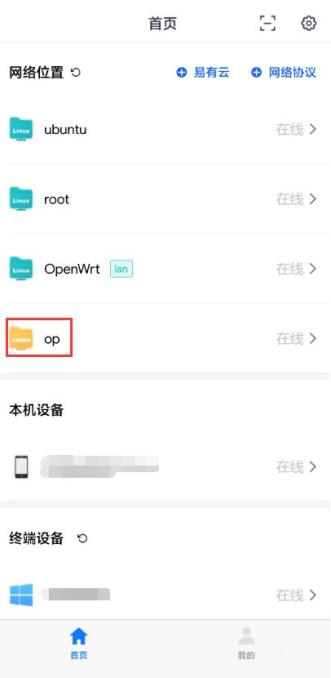 首页
网络位置 易有云 网络协议
Linux ubuntu 在线
Linux root 在线
Linux OpenWrt lan 在线
SAMBA op 在线
本机设备
在线
终端设备
在线
首页 我的